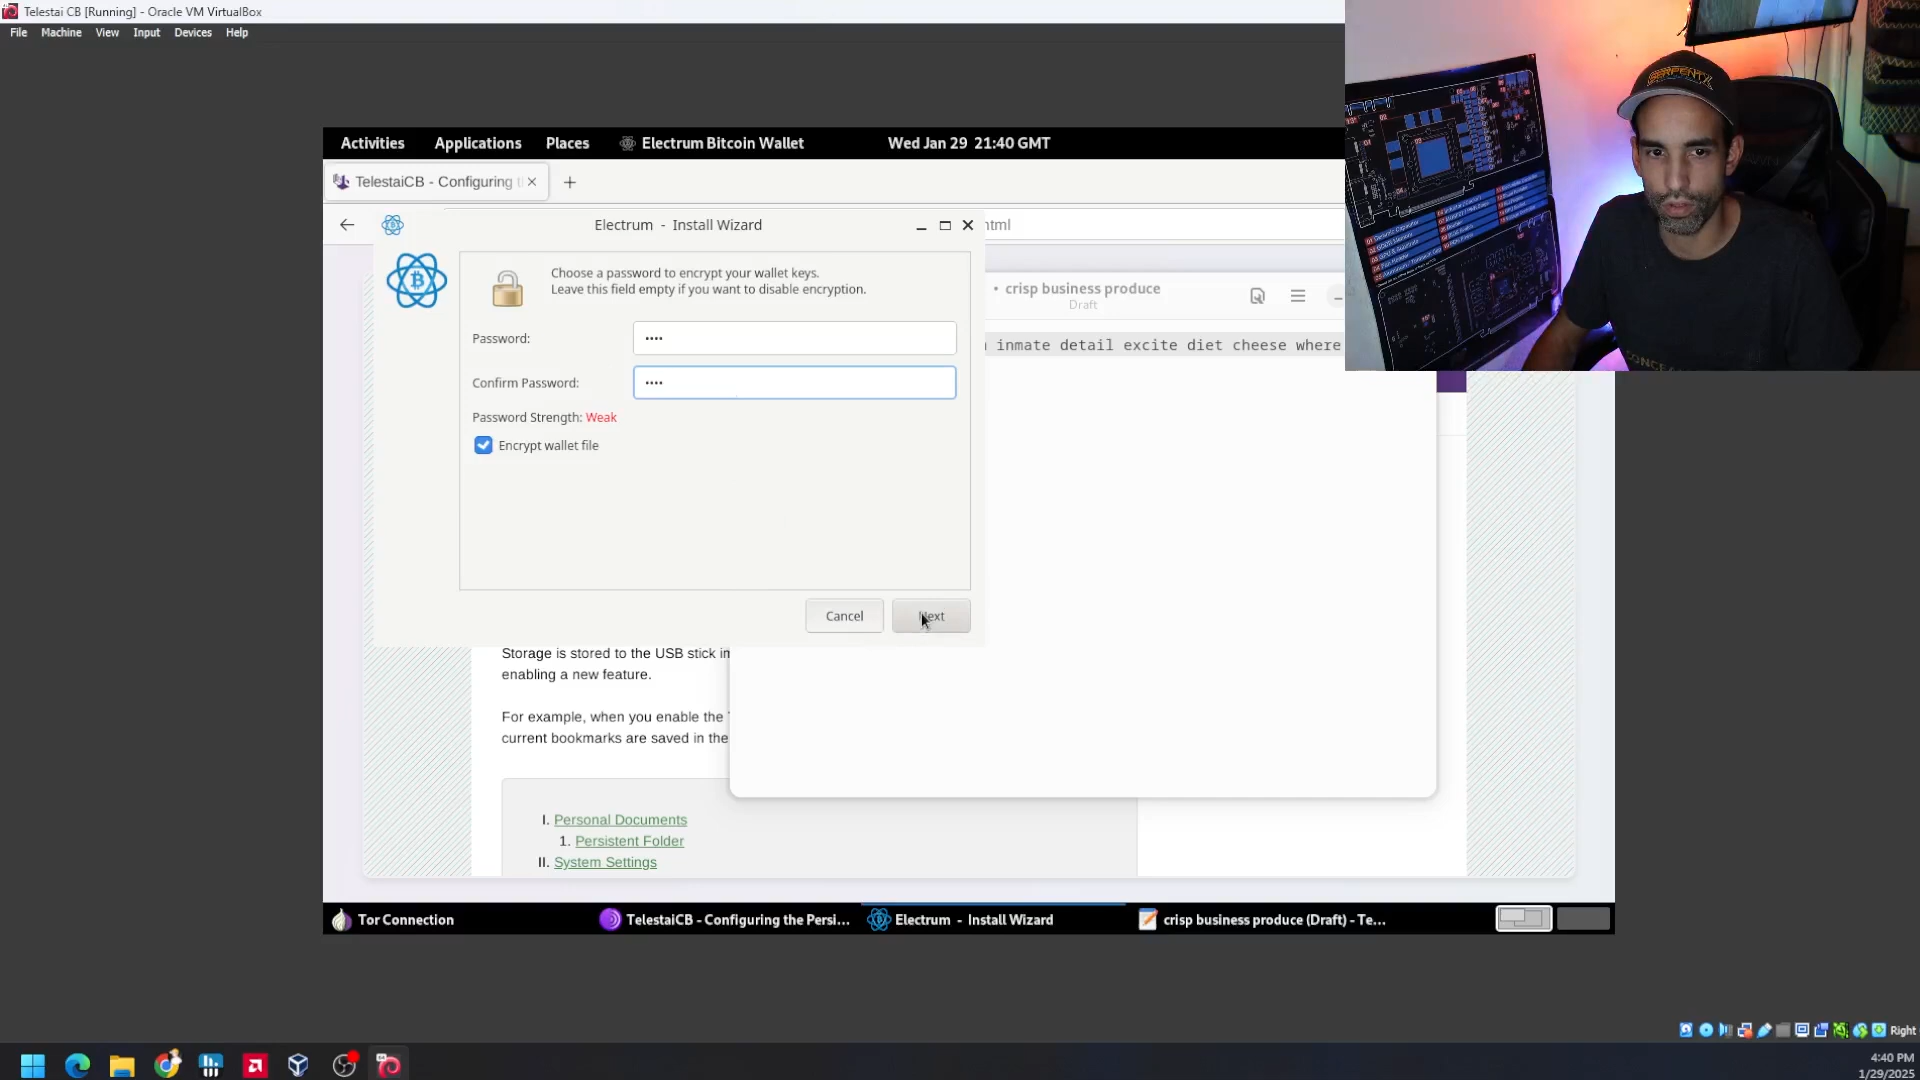 Telestai CB [Running] - Oracle VM VirtualBox
File Machine View Input Devices Help
SERPENTX
Activities Applications Places Electrum Bitcoin Wallet Wed Jan 29 21:40 GMT
TelestaiCB - Configuring t
Electrum - Install Wizard
html
Choose a password to encrypt your wallet keys.
Leave this field empty if you want to disable encryption.
• crisp business produce
Draft
Password: ••••
inmate detail excite diet cheese where
Confirm Password: ••••
Password Strength: Weak
Encrypt wallet file
Cancel Next
Storage is stored to the USB stick
enabling a new feature.
For example, when you enable the
current bookmarks are saved in the
I. Personal Documents
1. Persistent Folder
II. System Settings
Tor Connection TelestaiCB - Configuring the Persi... Electrum - Install Wizard crisp business produce (Draft) - Te...
Right
4:40 PM
1/29/2025